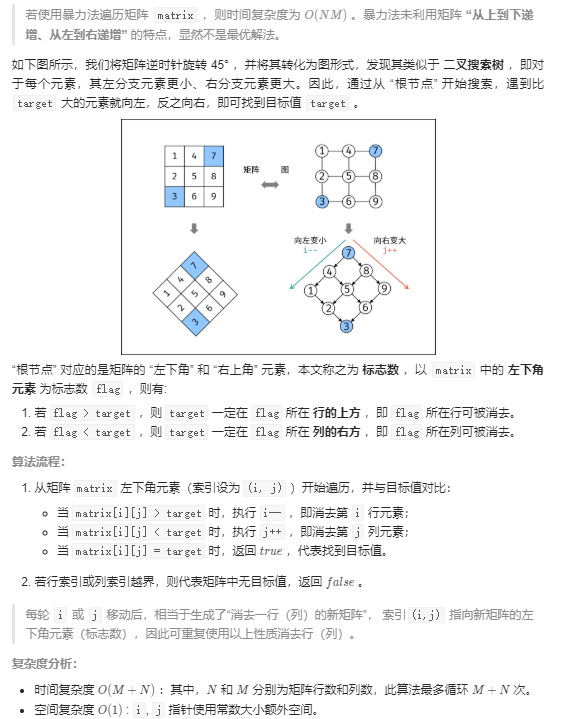 若使用暴力法遍历矩阵 matrix ，则时间复杂度为 O(NM) 。暴力法未利用矩阵 “从上到下递
增、从左到右递增” 的特点，显然不是最优解法。
如下图所示，我们将矩阵逆时针旋转 45° ，并将其转化为图形式，发现其类似于 二叉搜索树 ，即对
于每个元素，其左分支元素更小、右分支元素更大。因此，通过从 “根节点” 开始搜索，遇到比
target 大的元素就向左，反之向右，即可找到目标值 target 。
1 4 7
2 5 8
3 6 9
矩阵 图
1 4 7
2 5 8
3 6 9
7
4 8
1 5 9
2 6
3
向左变小
i--
向右变大
j++
7
4 8
1 5 9
2 6
3
“根节点” 对应的是矩阵的 “左下角” 和 “右上角” 元素，本文称之为 标志数 ，以 matrix 中的 左下角
元素 为标志数 flag ，则有:
1. 若 flag > target ，则 target 一定在 flag 所在 行的上方 ，即 flag 所在行可被消去。
2. 若 flag < target ，则 target 一定在 flag 所在 列的右方 ，即 flag 所在列可被消去。
算法流程：
1. 从矩阵 matrix 左下角元素（索引设为 (i, j) ）开始遍历，并与目标值对比：
○ 当 matrix[i][j] > target 时，执行 i-- ，即消去第 i 行元素；
○ 当 matrix[i][j] < target 时，执行 j++ ，即消去第 j 列元素；
○ 当 matrix[i][j] = target 时，返回 true ，代表找到目标值。
2. 若行索引或列索引越界，则代表矩阵中无目标值，返回 false 。
每轮 i 或 j 移动后，相当于生成了“消去一行（列）的新矩阵”， 索引 (i,j) 指向新矩阵的左
下角元素（标志数），因此可重复使用以上性质消去行（列）。
复杂度分析：
• 时间复杂度 O(M + N) ：其中，N 和 M 分别为矩阵行数和列数，此算法最多循环 M + N 次。
• 空间复杂度 O(1) : i , j 指针使用常数大小额外空间。